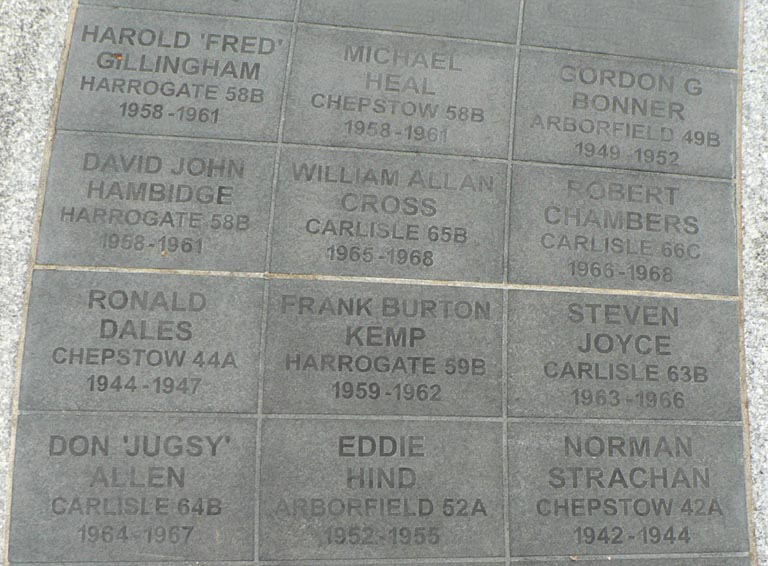 HAROLD 'FRED'
GILLINGHAM
HARROGATE 58B
1958-1961
MICHAEL
HEAL
CHEPSTOW 58B
1958-1961
GORDON G
BONNER
ARBORFIELD 49B
1949-1952
DAVID JOHN
HAMBIDGE
HARROGATE 58B
1958-1961
WILLIAM ALLAN
CROSS
CARLISLE 65B
1965-1968
ROBERT
CHAMBERS
CARLISLE 66C
1966-1968
RONALD
DALES
CHEPSTOW 44A
1944-1947
FRANK BURTON
KEMP
HARROGATE 59B
1959-1962
STEVEN
JOYCE
CARLISLE 63B
1963-1966
DON 'JUGSY'
ALLEN
CARLISLE 64B
1964-1967
EDDIE
HIND
ARBORFIELD 52A
1952-1955
NORMAN
STRACHAN
CHEPSTOW 42A
1942-1944